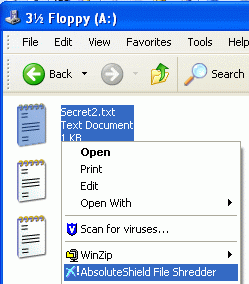 3½ Floppy (A:)
File Edit View Favorites Tools Help
Back Search
Secret2.txt
Text Document
1 KB
Open
Print
Edit
Open With
Scan for viruses...
WinZip
AbsoluteShield File Shredder